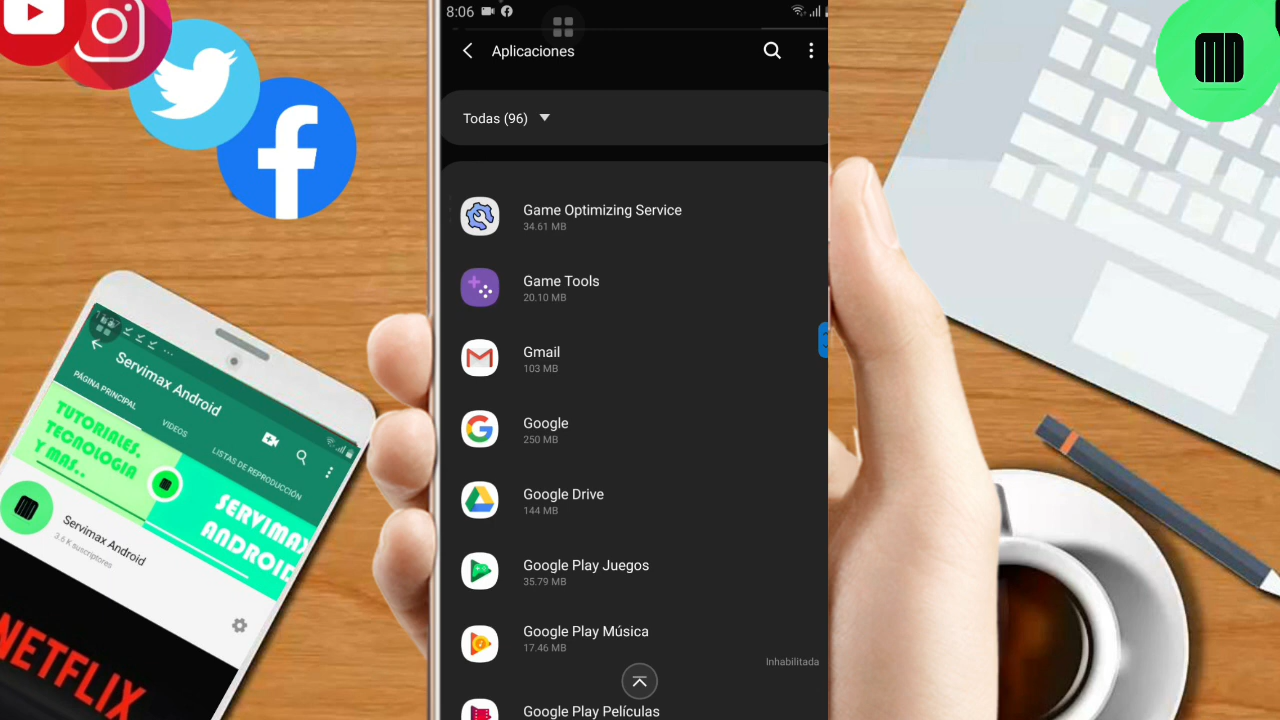 8:06
Aplicaciones
Todas (96)
Game Optimizing Service
34.61 MB
Game Tools
20.10 MB
Gmail
103 MB
Google
250 MB
Google Drive
144 MB
Google Play Juegos
35.79 MB
Google Play Música
17.46 MB
Inhabilitada
Google Play Películas
Servimax Android
PÁGINA PRINCIPAL
VIDEOS
LISTAS DE REPRODUCCIÓN
TUTORIALES,
TECNOLOGIA
Y MAS..
SERVIMAX
ANDROID
Servimax Android
3.6 K suscriptores
NETFLIX